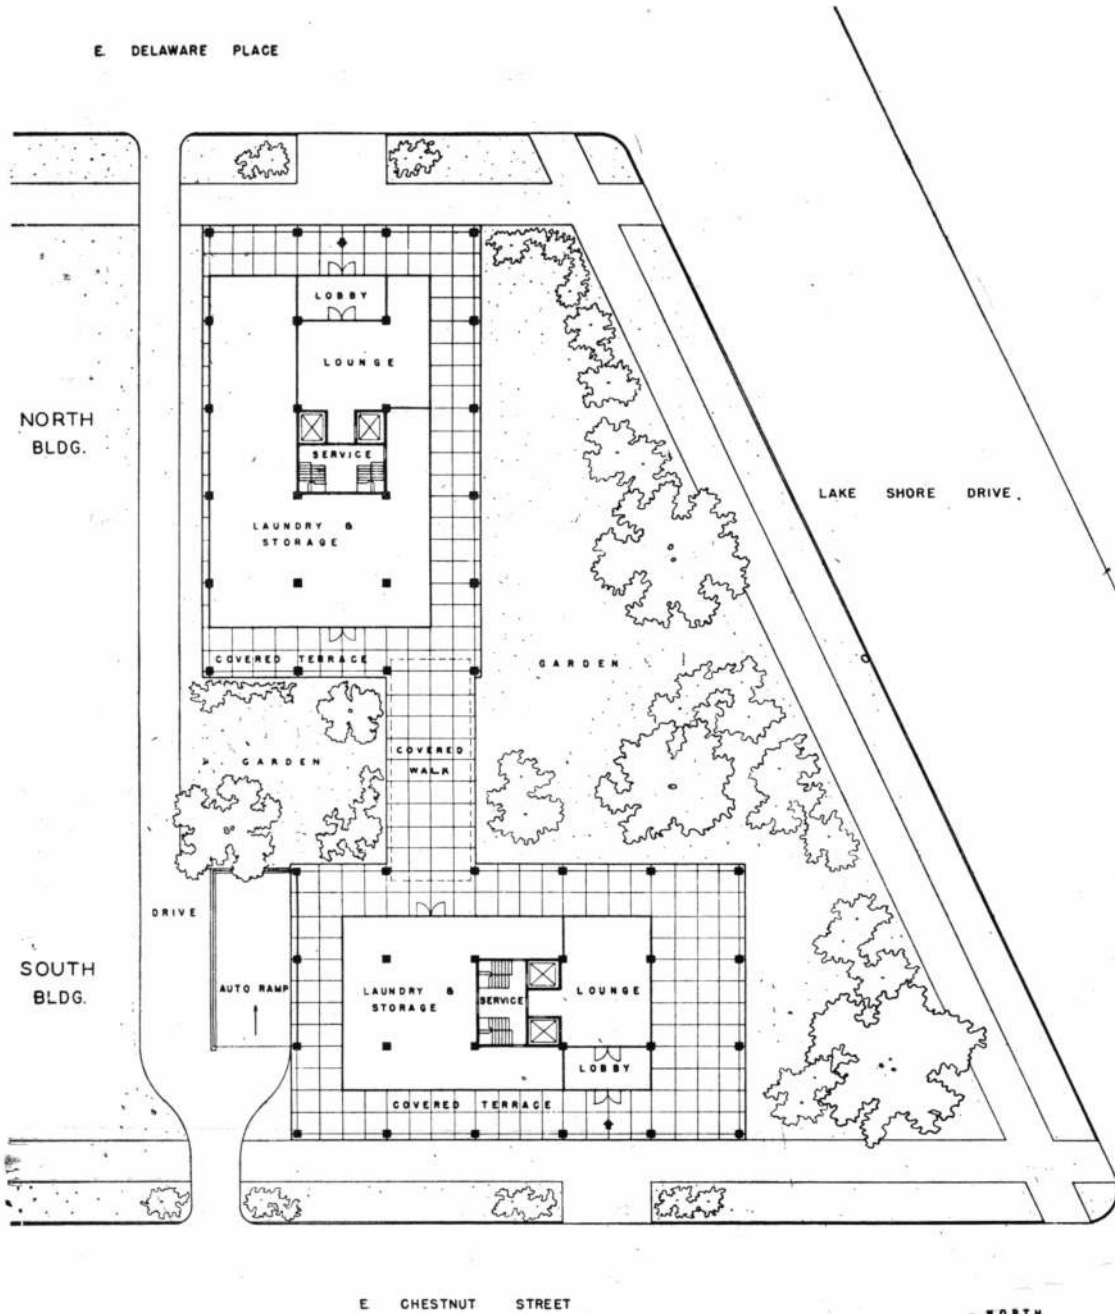 E. DELAWARE PLACE
LOBBY
LOUNGE
NORTH
BLDG.
SERVICE
LAKE SHORE DRIVE.
LAUNDRY &
STORAGE
COVERED TERRACE
GARDEN
COVERED
WALK
GARDEN
DRIVE
SOUTH
BLDG.
AUTO RAMP
LAUNDRY &
STORAGE
SERVICE
LOUNGE
LOBBY
COVERED TERRACE
E. CHESTNUT STREET
NORTH